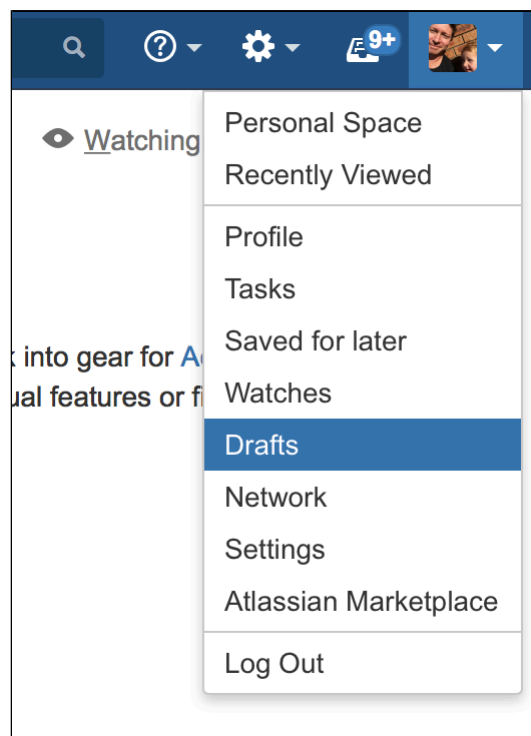 9+
Watching
Personal Space
Recently Viewed
Profile
Tasks
Saved for later
into gear for A
ual features or f
Watches
Drafts
Network
Settings
Atlassian Marketplace
Log Out